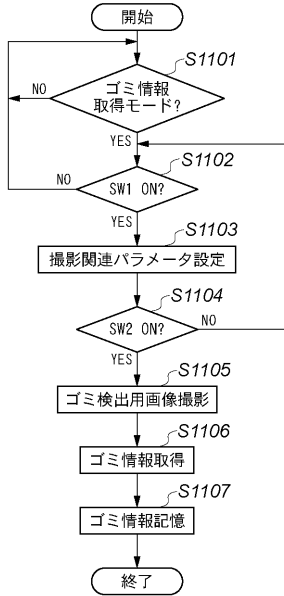 開始
S1101
ゴミ情報
取得モード?
NO
YES
S1102
SW1 ON?
NO
YES
S1103
撮影関連パラメータ設定
S1104
SW2 ON?
NO
YES
S1105
ゴミ検出用画像撮影
S1106
ゴミ情報取得
S1107
ゴミ情報記憶
終了